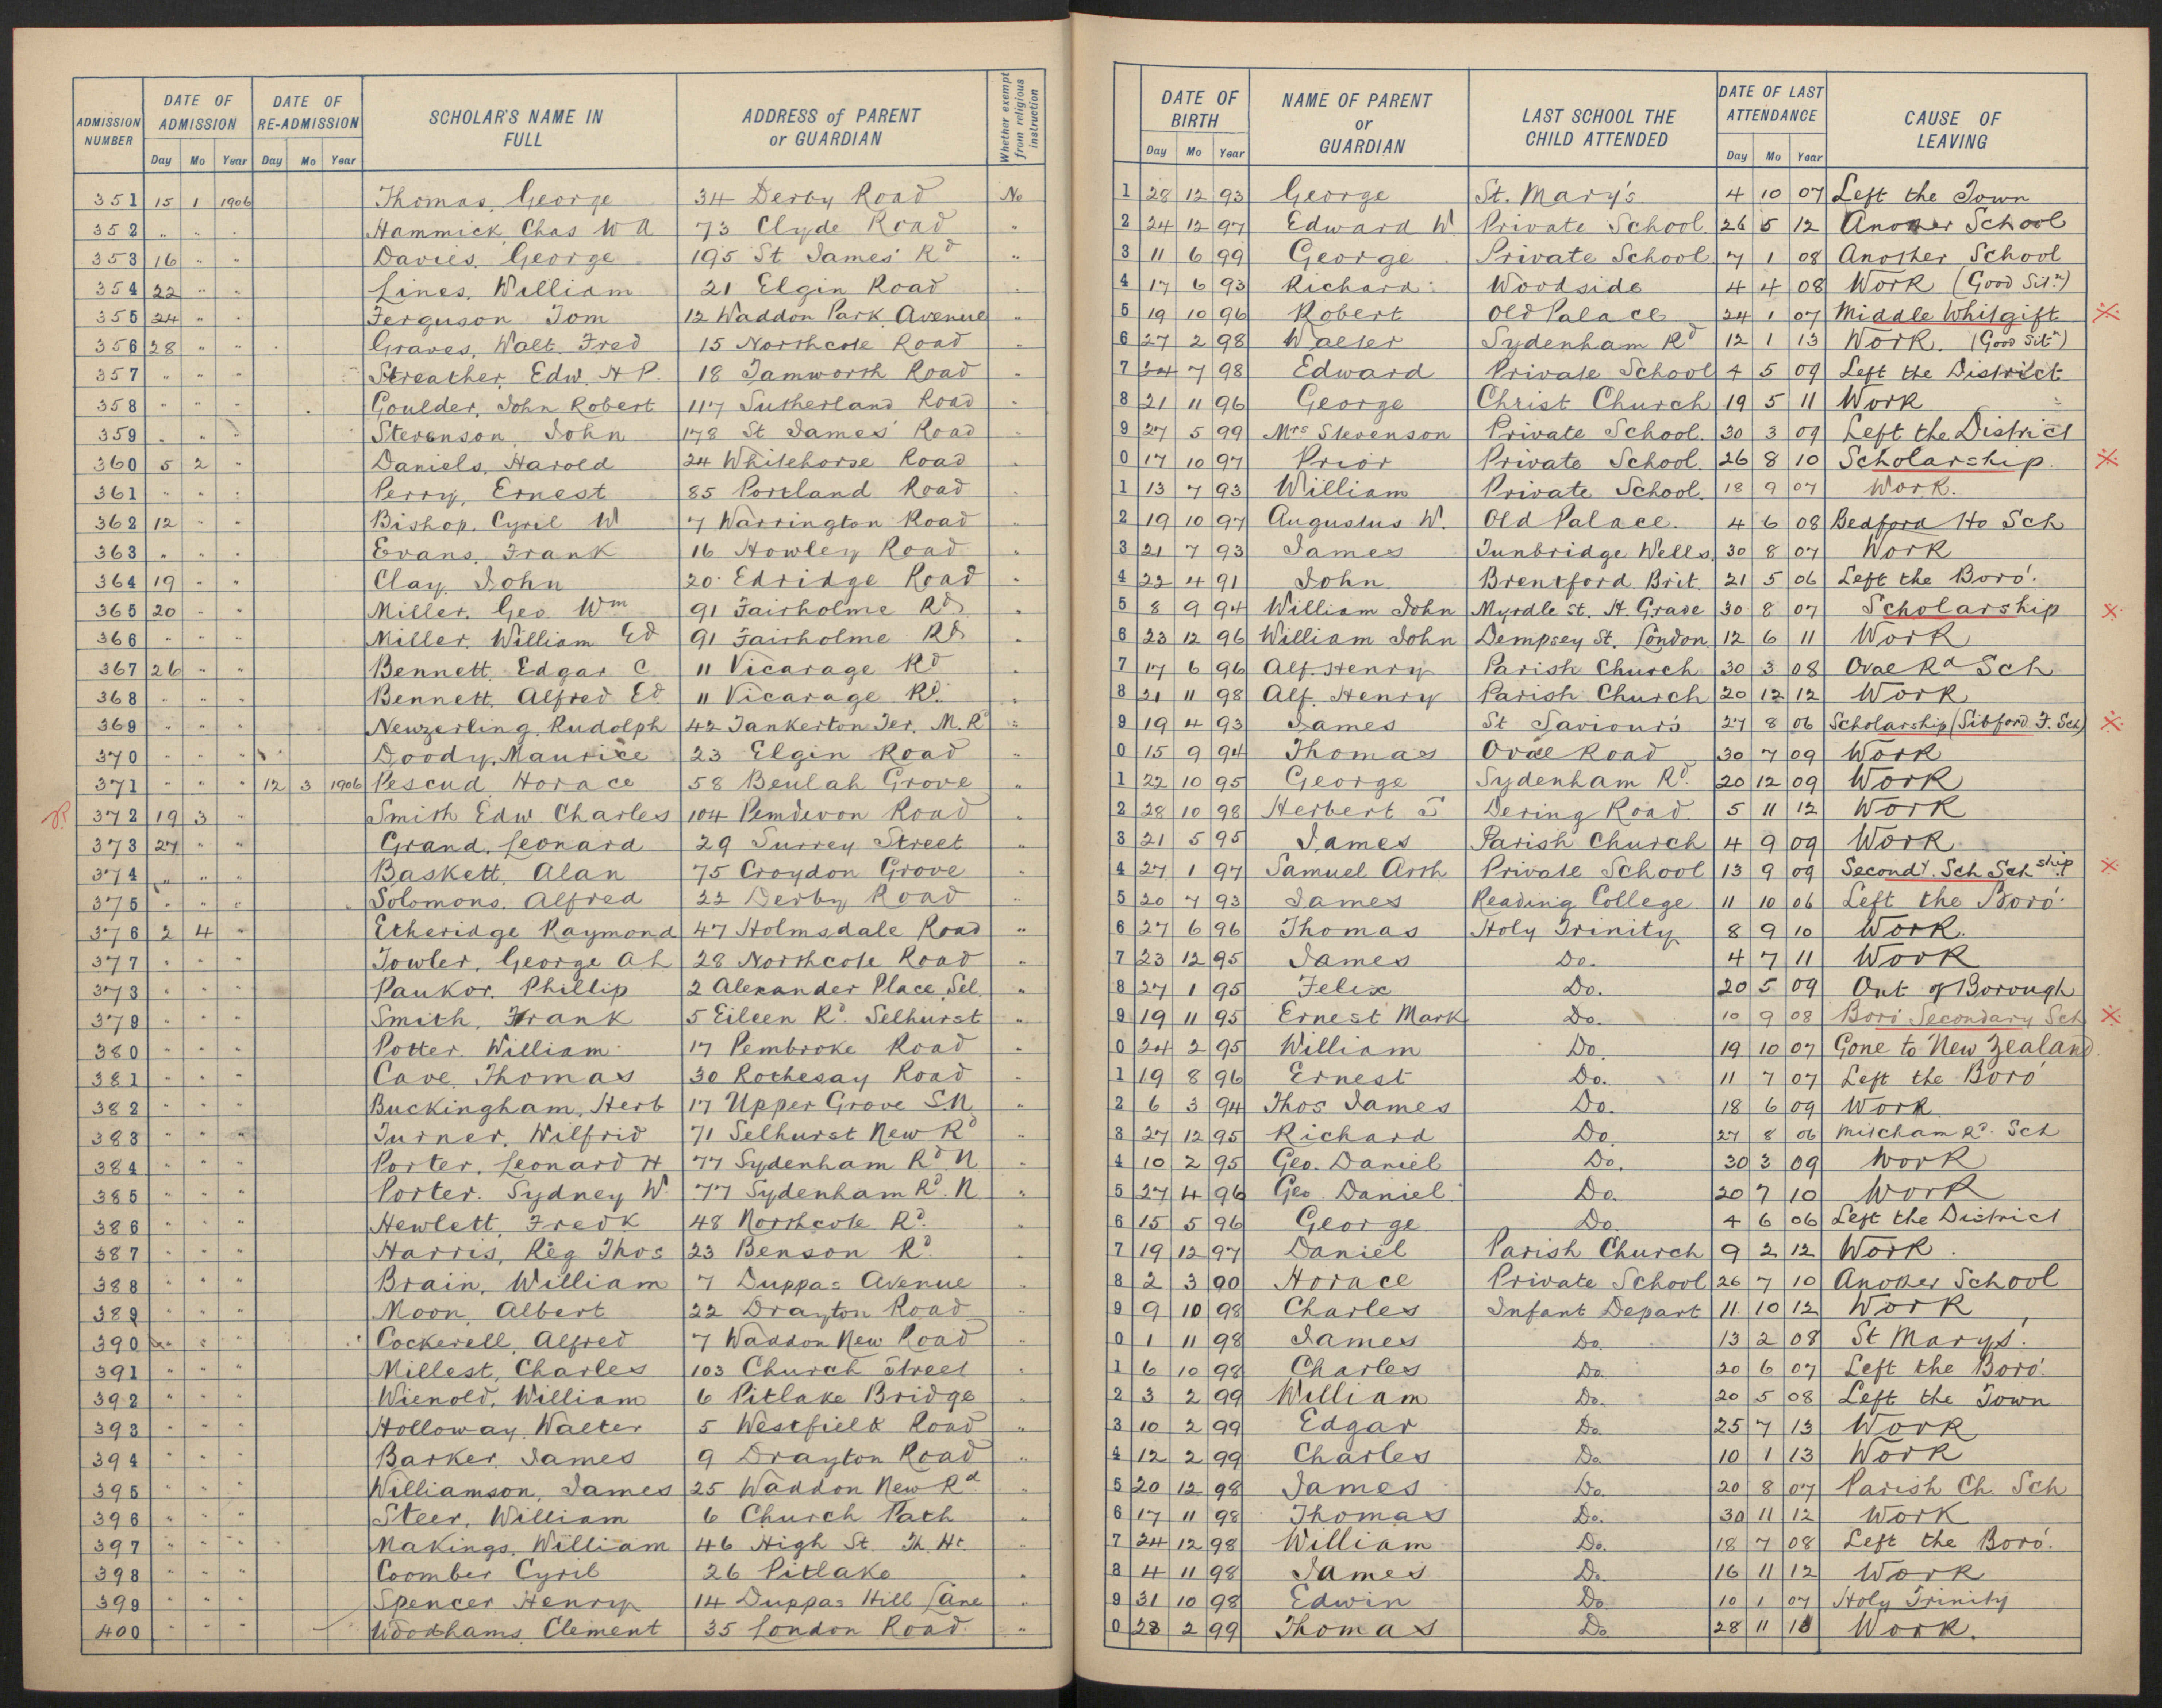 ADMISSION NUMBER | DATE OF ADMISSION Day Mo Year | DATE OF RE-ADMISSION Day Mo Year | SCHOLAR'S NAME IN FULL | ADDRESS of PARENT or GUARDIAN | Whether exempt from religious instruction
351 15 1 1906 Thomas, George 34 Derby Road No
352 " " " Hammick, Chas W A 73 Clyde Road "
353 16 " " Davies, George 195 St James' Rd "
354 22 " " Lines, William 21 Elgin Road "
355 24 " " Ferguson Tom 12 Waddon Park Avenue "
356 28 " " Graves, Walt. Fred 15 Northcote Road "
357 " " " Streather, Edw. H P. 18 Tamworth Road "
358 " " " Goulder, John Robert 117 Sutherland Road "
359 " " " Stevenson, John 178 St James' Road "
360 5 2 " Daniels, Harold 24 Whitehorse Road "
361 " " " Perry, Ernest 85 Portland Road "
362 12 " " Bishop, Cyril W 7 Warrington Road "
363 " " " Evans, Frank 16 Howley Road "
364 19 " " Clay, John 20 Edridge Road "
365 20 " " Miller, Geo Wm 91 Fairholme Rd "
366 " " " Miller, William Ed 91 Fairholme Rd "
367 26 " " Bennett, Edgar C 11 Vicarage Rd "
368 " " " Bennett, Alfred Ed. 11 Vicarage Rd. "
369 " " " Neuzerling, Rudolph 42 Tankerton Ter. M. Rd "
370 " " " Doody, Maurice 23 Elgin Road "
371 " " " 12 3 1906 Pescud, Horace 58 Beulah Grove "
372 19 3 " Smith Edw. Charles 104 Pemdevon Road "
373 27 " " Grand, Leonard 29 Surrey Street "
374 " " " Baskett, Alan 75 Croydon Grove "
375 " " " Solomons, Alfred 22 Derby Road "
376 2 4 " Etheridge Raymond 47 Holmsdale Road "
377 " " " Towler, George A L 28 Northcote Road "
378 " " " Paukor, Phillip 2 Alexander Place, Sel. "
379 " " " Smith, Frank 5 Eileen Rd. Selhurst "
380 " " " Potter, William 17 Pembroke Road "
381 " " " Cave, Thomas 30 Rothesay Road "
382 " " " Buckingham, Herb 17 Upper Grove S.N. "
383 " " " Turner, Wilfrid 71 Selhurst New Rd "
384 " " " Porter, Leonard H 77 Sydenham Rd N "
385 " " " Porter, Sydney W. 77 Sydenham Rd. N "
386 " " " Hewlett, Fredk 48 Northcote Rd. "
387 " " " Harris, Reg Thos 23 Benson Rd. "
388 " " " Brain, William 7 Duppas Avenue "
389 " " " Moon, Albert 22 Drayton Road "
390 " " " Cockerell, Alfred 7 Waddon New Road "
391 " " " Millest, Charles 103 Church Street "
392 " " " Wienold, William 6 Pitlake Bridge "
393 " " " Holloway, Walter 5 Westfield Road "
394 " " " Barker, James 9 Drayton Road "
395 " " " Williamson, James 25 Waddon New Rd "
396 " " " Steer, William 6 Church Path "
397 " " " Makings, William 46 High St. Th. Ht. "
398 " " " Coomber Cyril 26 Pitlake "
399 " " " Spencer Henry 14 Duppas Hill Lane "
400 " " " Woodhams Clement 35 London Road "
DATE OF BIRTH Day Mo Year | NAME OF PARENT or GUARDIAN | LAST SCHOOL THE CHILD ATTENDED | DATE OF LAST ATTENDANCE Day Mo Year | CAUSE OF LEAVING
1 28 12 93 George St. Mary's 4 10 07 Left the Town
2 24 12 97 Edward W. Private School 26 5 12 Another School
3 11 6 99 George Private School 7 1 08 Another School
4 17 6 93 Richard Woodside 4 4 08 Work (Good Sitn)
5 19 10 96 Robert Old Palace 24 1 07 Middle Whitgift
6 27 2 98 Walter Sydenham Rd 12 1 13 Work. (Good Sitn)
7 24 7 98 Edward Private School 4 5 09 Left the District
8 21 11 96 George Christ Church 19 5 11 Work
9 27 5 99 Mrs Stevenson Private School. 30 3 09 Left the District
0 17 10 97 Prior Private School. 26 8 10 Scholarship.
1 13 7 93 William Private School. 18 9 07 Work.
2 19 10 97 Augustus W. Old Palace. 4 6 08 Bedford Ho Sch
3 21 7 93 James Tunbridge Wells 30 8 07 Work
4 22 4 91 John Brentford Brit. 21 5 06 Left the Boro'.
5 8 9 94 William John Myrdle St. H. Grade 30 8 07 Scholarship
6 23 12 96 William John Dempsey St. London 12 6 11 Work
7 17 6 96 Alf. Henry Parish Church 30 3 08 Oval Rd Sch
8 21 11 98 Alf. Henry Parish Church 20 12 12 Work
9 19 4 93 James St Saviour's 27 8 06 Scholarship (Sibford F. Sch)
0 15 9 94 Thomas Oval Road 30 7 09 Work
1 22 10 95 George Sydenham Rd. 20 12 09 Work
2 28 10 98 Herbert Dering Road. 5 11 12 Work
3 21 5 95 James Parish Church 4 9 09 Work
4 27 1 97 Samuel Arth Private School 13 9 09 Secondy. Sch Schship
5 20 7 93 James Reading College 11 10 06 Left the Boro'.
6 27 6 96 Thomas Holy Trinity 8 9 10 Work.
7 23 12 95 James Do. 4 7 11 Work
8 27 1 95 Felix Do. 20 5 09 Out of Borough
9 19 11 95 Ernest Mark Do. 10 9 08 Boro' Secondary Sch
0 24 2 95 William Do. 19 10 07 Gone to New Zealand.
1 19 8 96 Ernest Do. 11 7 07 Left the Boro'
2 6 3 94 Thos James Do. 18 6 09 Work
3 27 12 95 Richard Do. 27 8 06 Mitcham Rd. Sch
4 10 2 95 Geo. Daniel Do. 30 3 09 Work
5 27 4 96 Geo Daniel Do. 20 7 10 Work
6 15 5 96 George Do. 4 6 06 Left the District
7 19 12 97 Daniel Parish Church 9 2 12 Work.
8 2 3 90 Horace Private School 26 7 10 Another School
9 9 10 98 Charles Infant Depart 11 10 12 Work
0 1 11 98 James Do. 13 2 08 St Mary's.
1 6 10 98 Charles Do. 20 6 07 Left the Boro'.
2 3 2 99 William Do. 20 5 08 Left the Town
3 10 2 99 Edgar Do 25 7 13 Work
4 12 2 99 Charles Do. 10 1 13 Work
5 20 12 98 James Do. 20 8 07 Parish Ch. Sch
6 17 11 98 Thomas Do. 30 11 12 Work
7 24 12 98 William Do. 18 7 08 Left the Boro'.
8 4 11 98 James Do. 16 11 12 Work
9 31 10 98 Edwin Do 10 1 07 Holy Trinity
0 28 2 99 Thomas Do 28 11 Work.